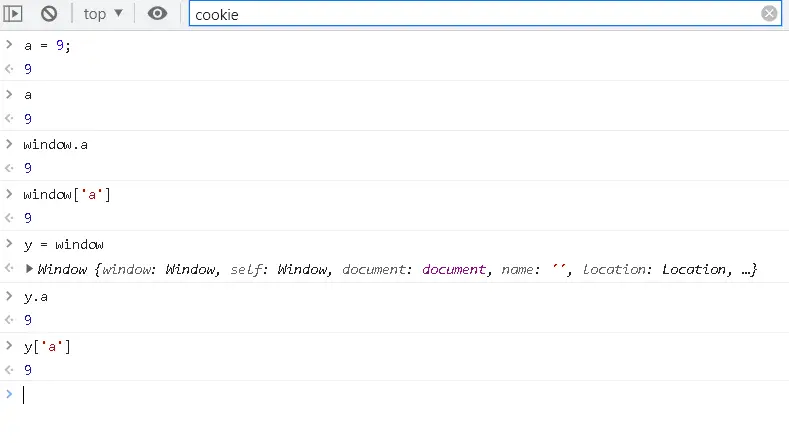 top ▼ cookie
> a = 9;
<· 9
> a
<· 9
> window.a
<· 9
> window['a']
<· 9
> y = window
<· ▶ Window {window: Window, self: Window, document: document, name: '', location: Location, …}
> y.a
<· 9
> y['a']
<· 9
>